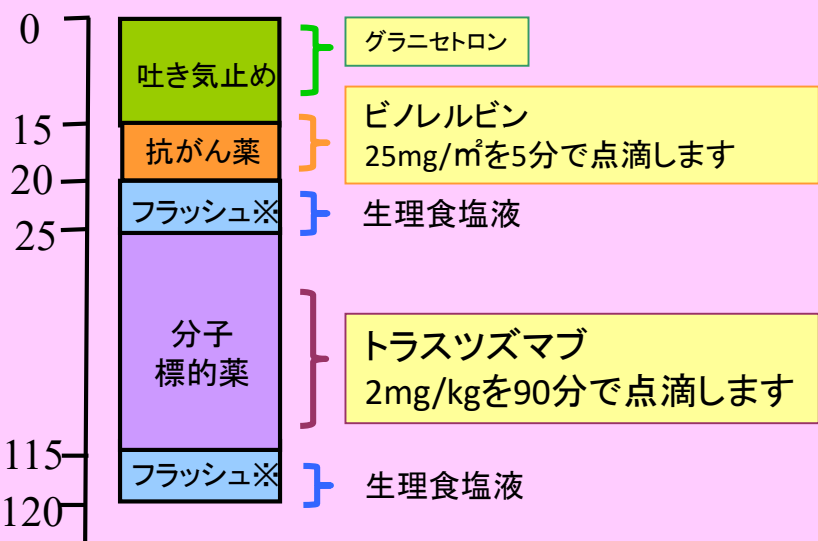 0
吐き気止め
グラニセトロン
15
抗がん薬
ビノレルビン
25mg/㎡を5分で点滴します
20
フラッシュ※
生理食塩液
25
分子
標的薬
トラスツズマブ
2mg/kgを90分で点滴します
115
フラッシュ※
生理食塩液
120